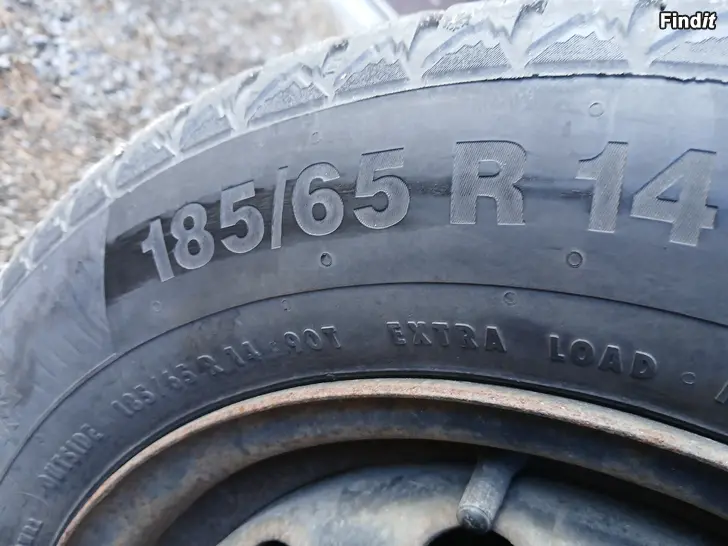 Findit
185/65 R 14
OUTSIDE 185/65 R 14 90T EXTRA LOAD